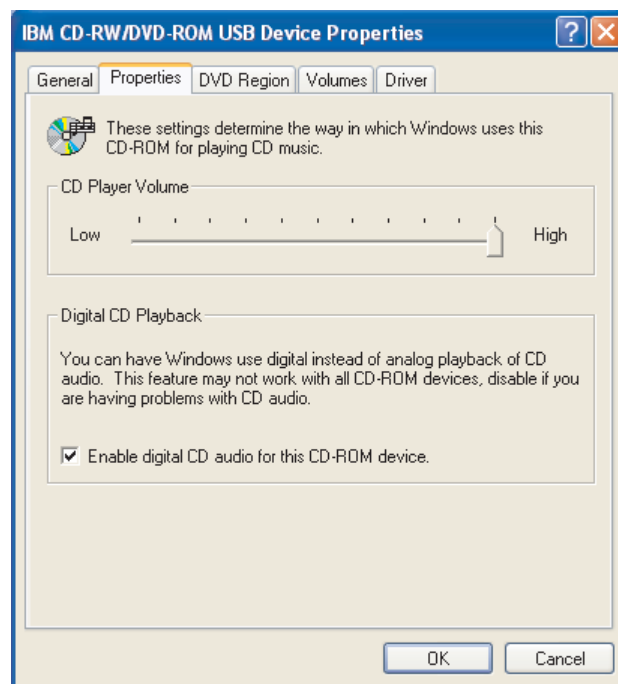 IBM CD-RW/DVD-ROM USB Device Properties
General Properties DVD Region Volumes Driver
These settings determine the way in which Windows uses this
CD-ROM for playing CD music.
CD Player Volume
Low High
Digital CD Playback
You can have Windows use digital instead of analog playback of CD
audio. This feature may not work with all CD-ROM devices, disable if you
are having problems with CD audio.
Enable digital CD audio for this CD-ROM device.
OK Cancel